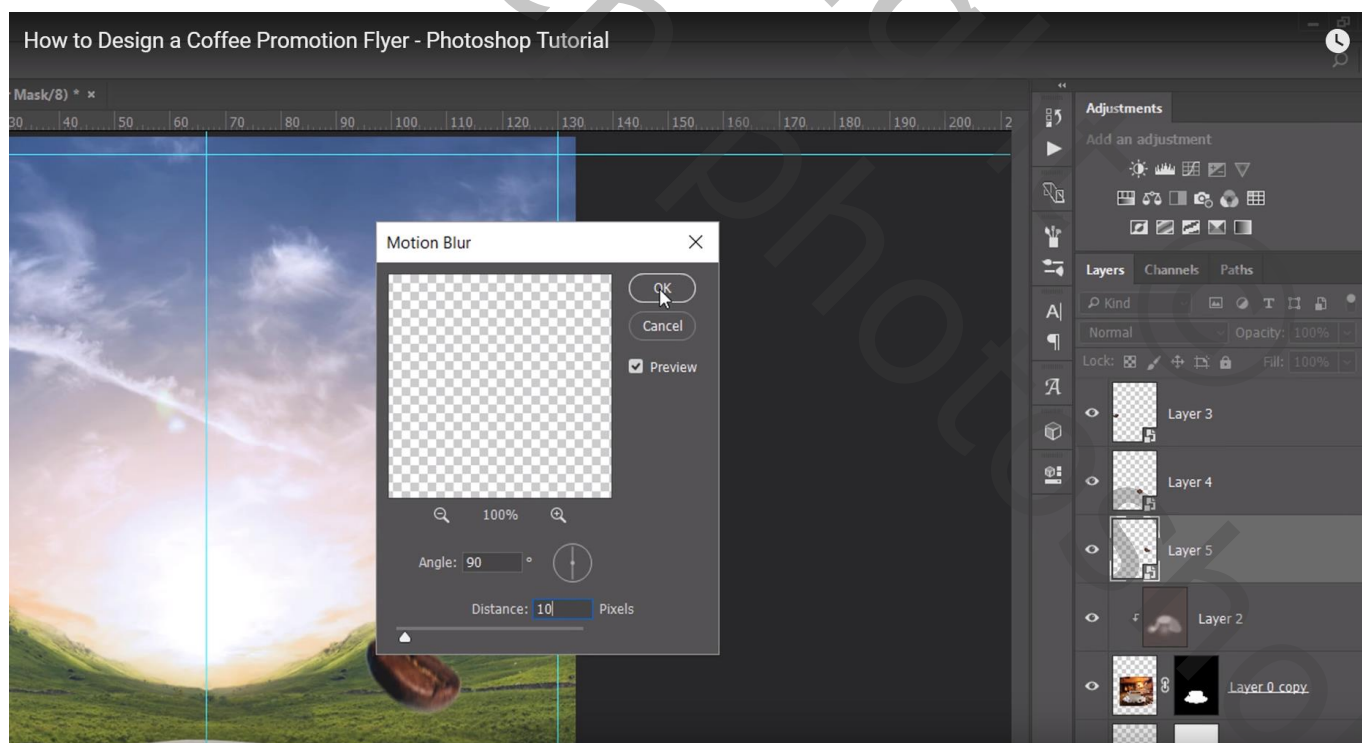 How to Design a Coffee Promotion Flyer - Photoshop Tutorial
Mask/8) * ×
30 40 50 60 70 80 90 100 110 120 130 140 150 160 170 180 190 200 2
Adjustments
Add an adjustment
Motion Blur
OK
Cancel
Preview
100%
Angle: 90 °
Distance: 10 Pixels
Layers Channels Paths
Kind
Normal Opacity: 100%
Lock: Fill: 100%
Layer 3
Layer 4
Layer 5
Layer 2
Layer 0 copy